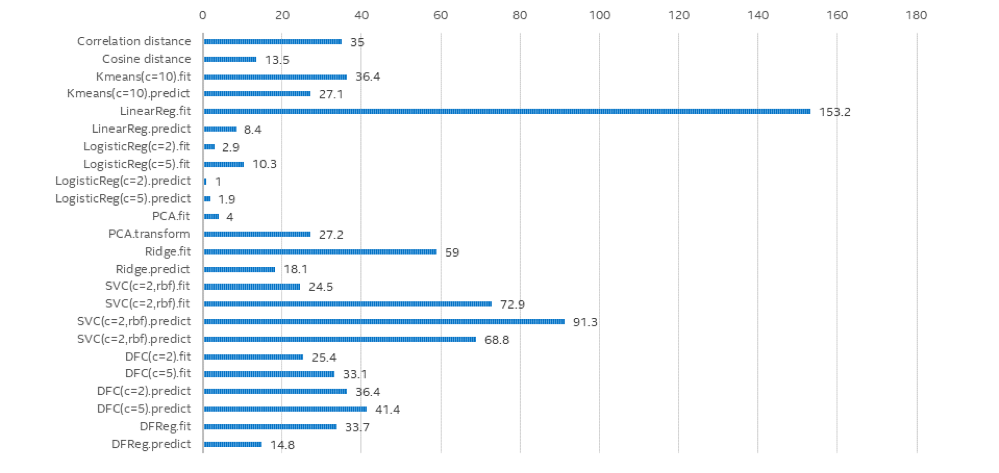 0 20 40 60 80 100 120 140 160 180
Correlation distance 35
Cosine distance 13.5
Kmeans(c=10).fit 36.4
Kmeans(c=10).predict 27.1
LinearReg.fit 153.2
LinearReg.predict 8.4
LogisticReg(c=2).fit 2.9
LogisticReg(c=5).fit 10.3
LogisticReg(c=2).predict 1
LogisticReg(c=5).predict 1.9
PCA.fit 4
PCA.transform 27.2
Ridge.fit 59
Ridge.predict 18.1
SVC(c=2,rbf).fit 24.5
SVC(c=2,rbf).fit 72.9
SVC(c=2,rbf).predict 91.3
SVC(c=2,rbf).predict 68.8
DFC(c=2).fit 25.4
DFC(c=5).fit 33.1
DFC(c=2).predict 36.4
DFC(c=5).predict 41.4
DFReg.fit 33.7
DFReg.predict 14.8